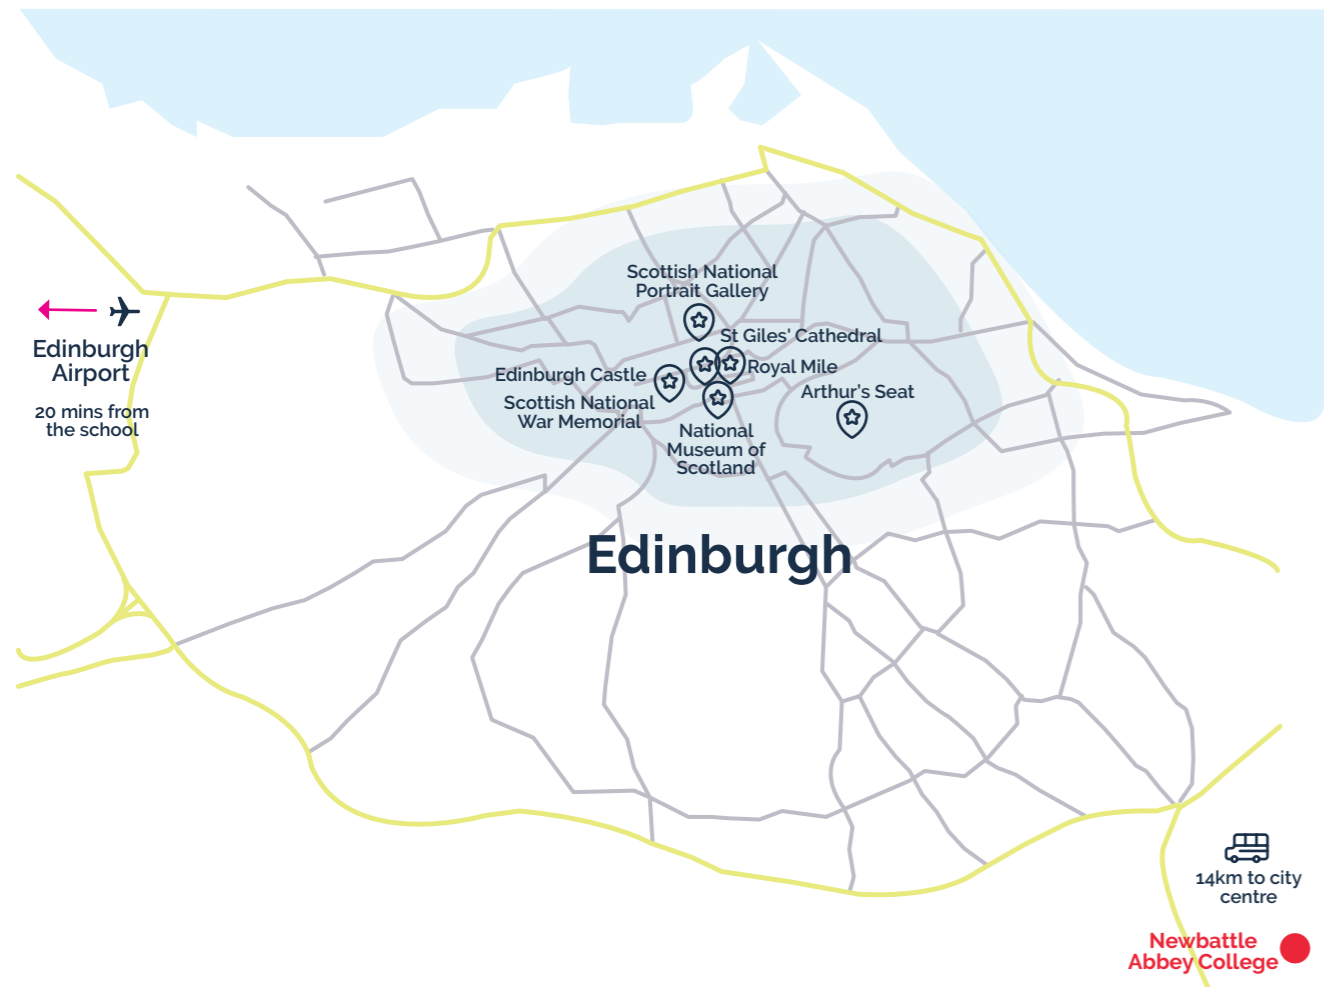 Scottish National
Portrait Gallery
St Giles' Cathedral
Edinburgh Castle
Royal Mile
Scottish National
War Memorial
Arthur's Seat
National
Museum of
Scotland
Edinburgh
Airport
20 mins from
the school
Edinburgh
14km to city
centre
Newbattle
Abbey College